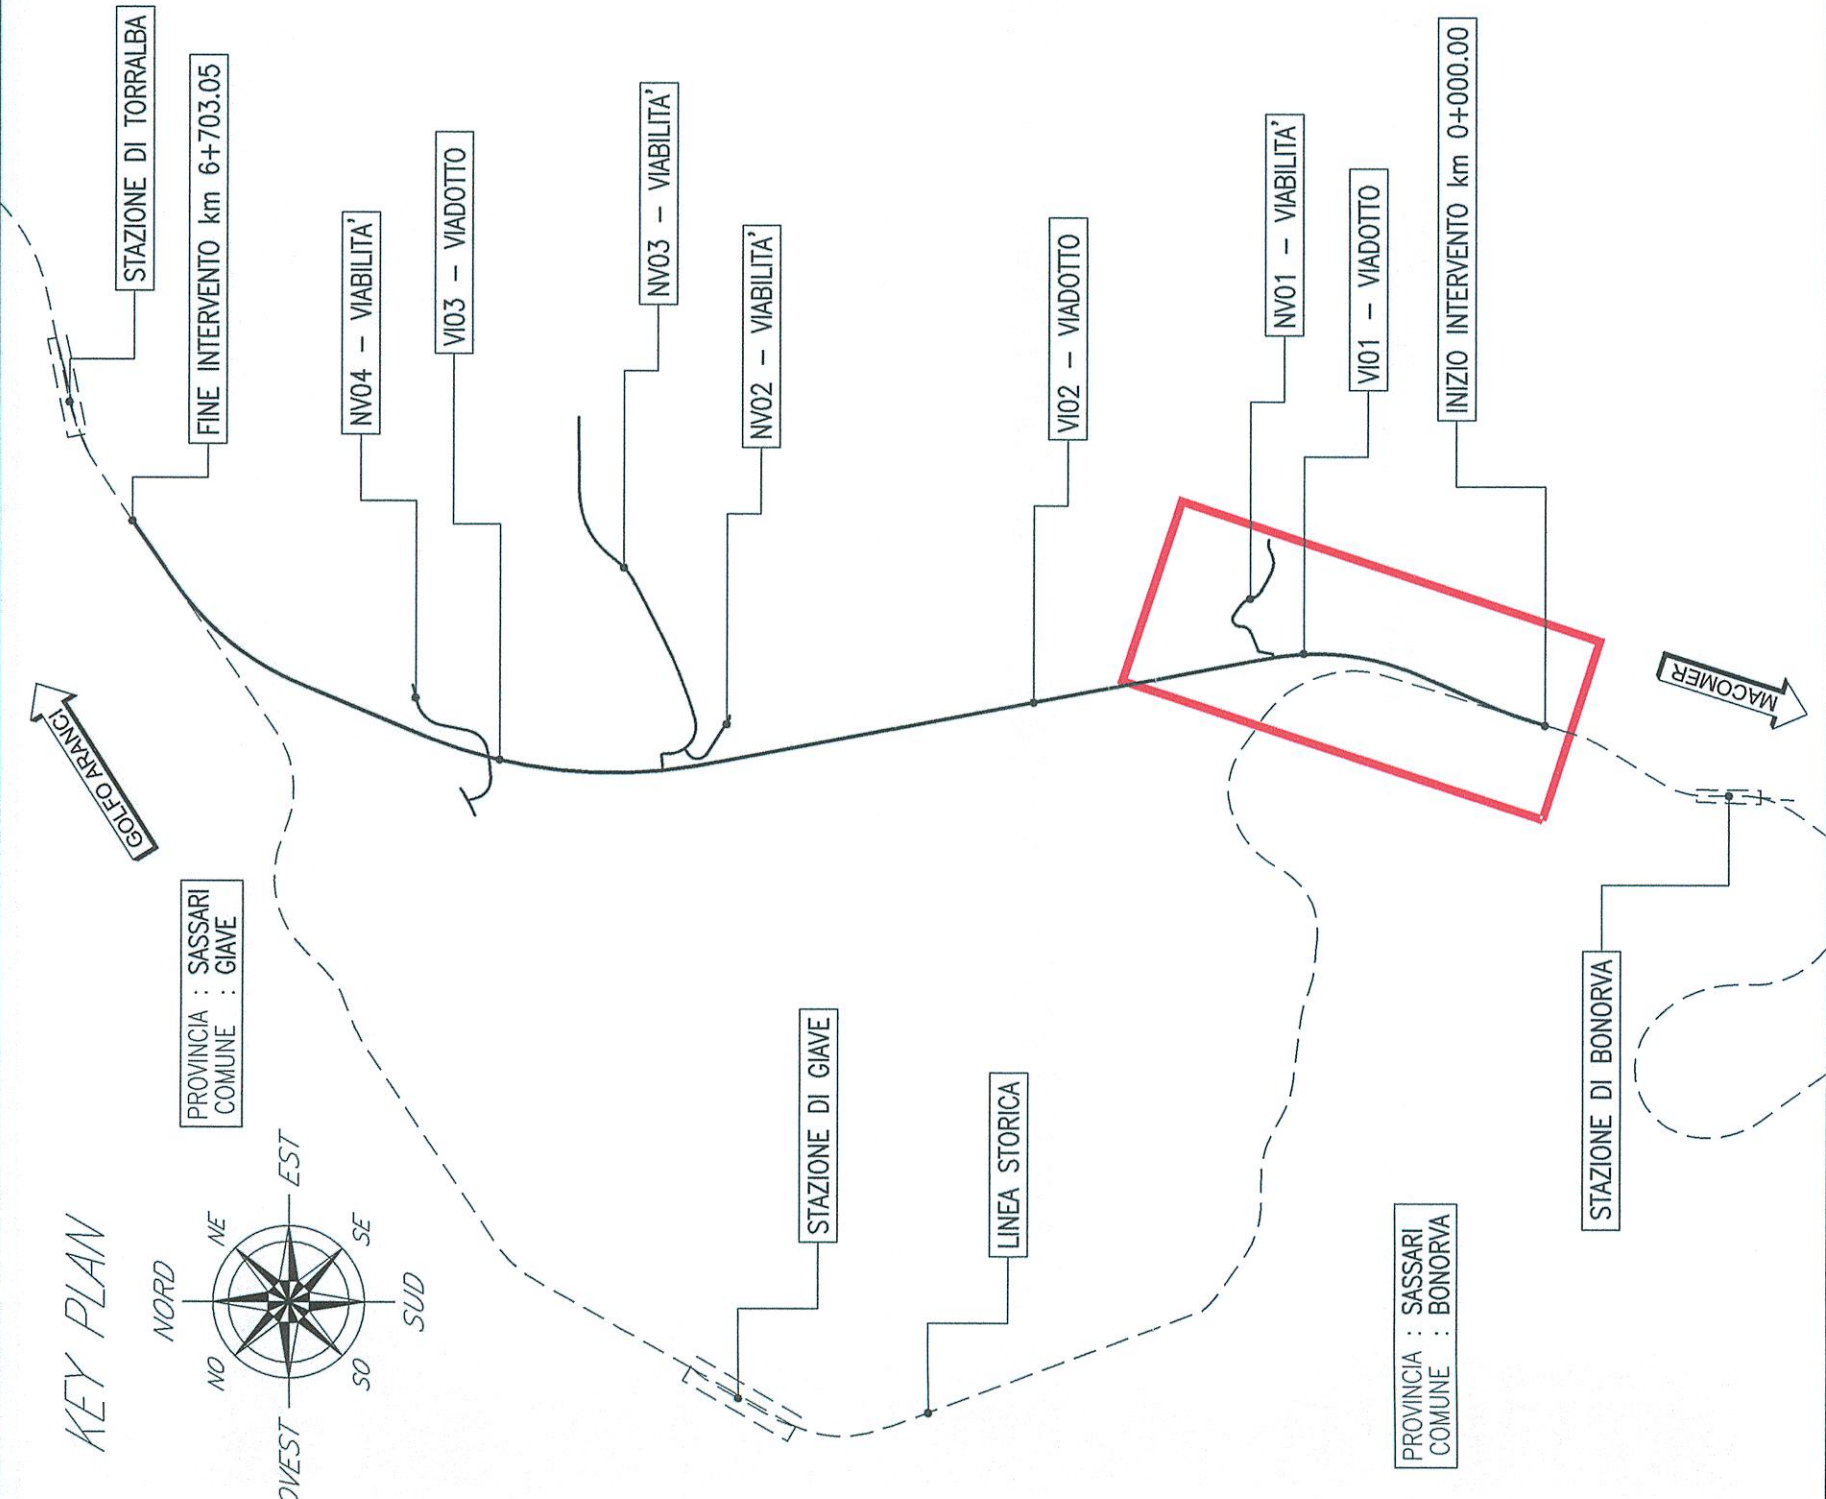 KEY PLAN
NORD
NE
EST
SE
SUD
SO
OVEST
NO
PROVINCIA : SASSARI
COMUNE : GIAVE
GOLFO ARANCI
STAZIONE DI TORRALBA
FINE INTERVENTO km 6+703.05
NV04 – VIABILITA'
VI03 – VIADOTTO
NV03 – VIABILITA'
NV02 – VIABILITA'
STAZIONE DI GIAVE
LINEA STORICA
VI02 – VIADOTTO
NV01 – VIABILITA'
VI01 – VIADOTTO
INIZIO INTERVENTO km 0+000.00
MACOMER
PROVINCIA : SASSARI
COMUNE : BONORVA
STAZIONE DI BONORVA